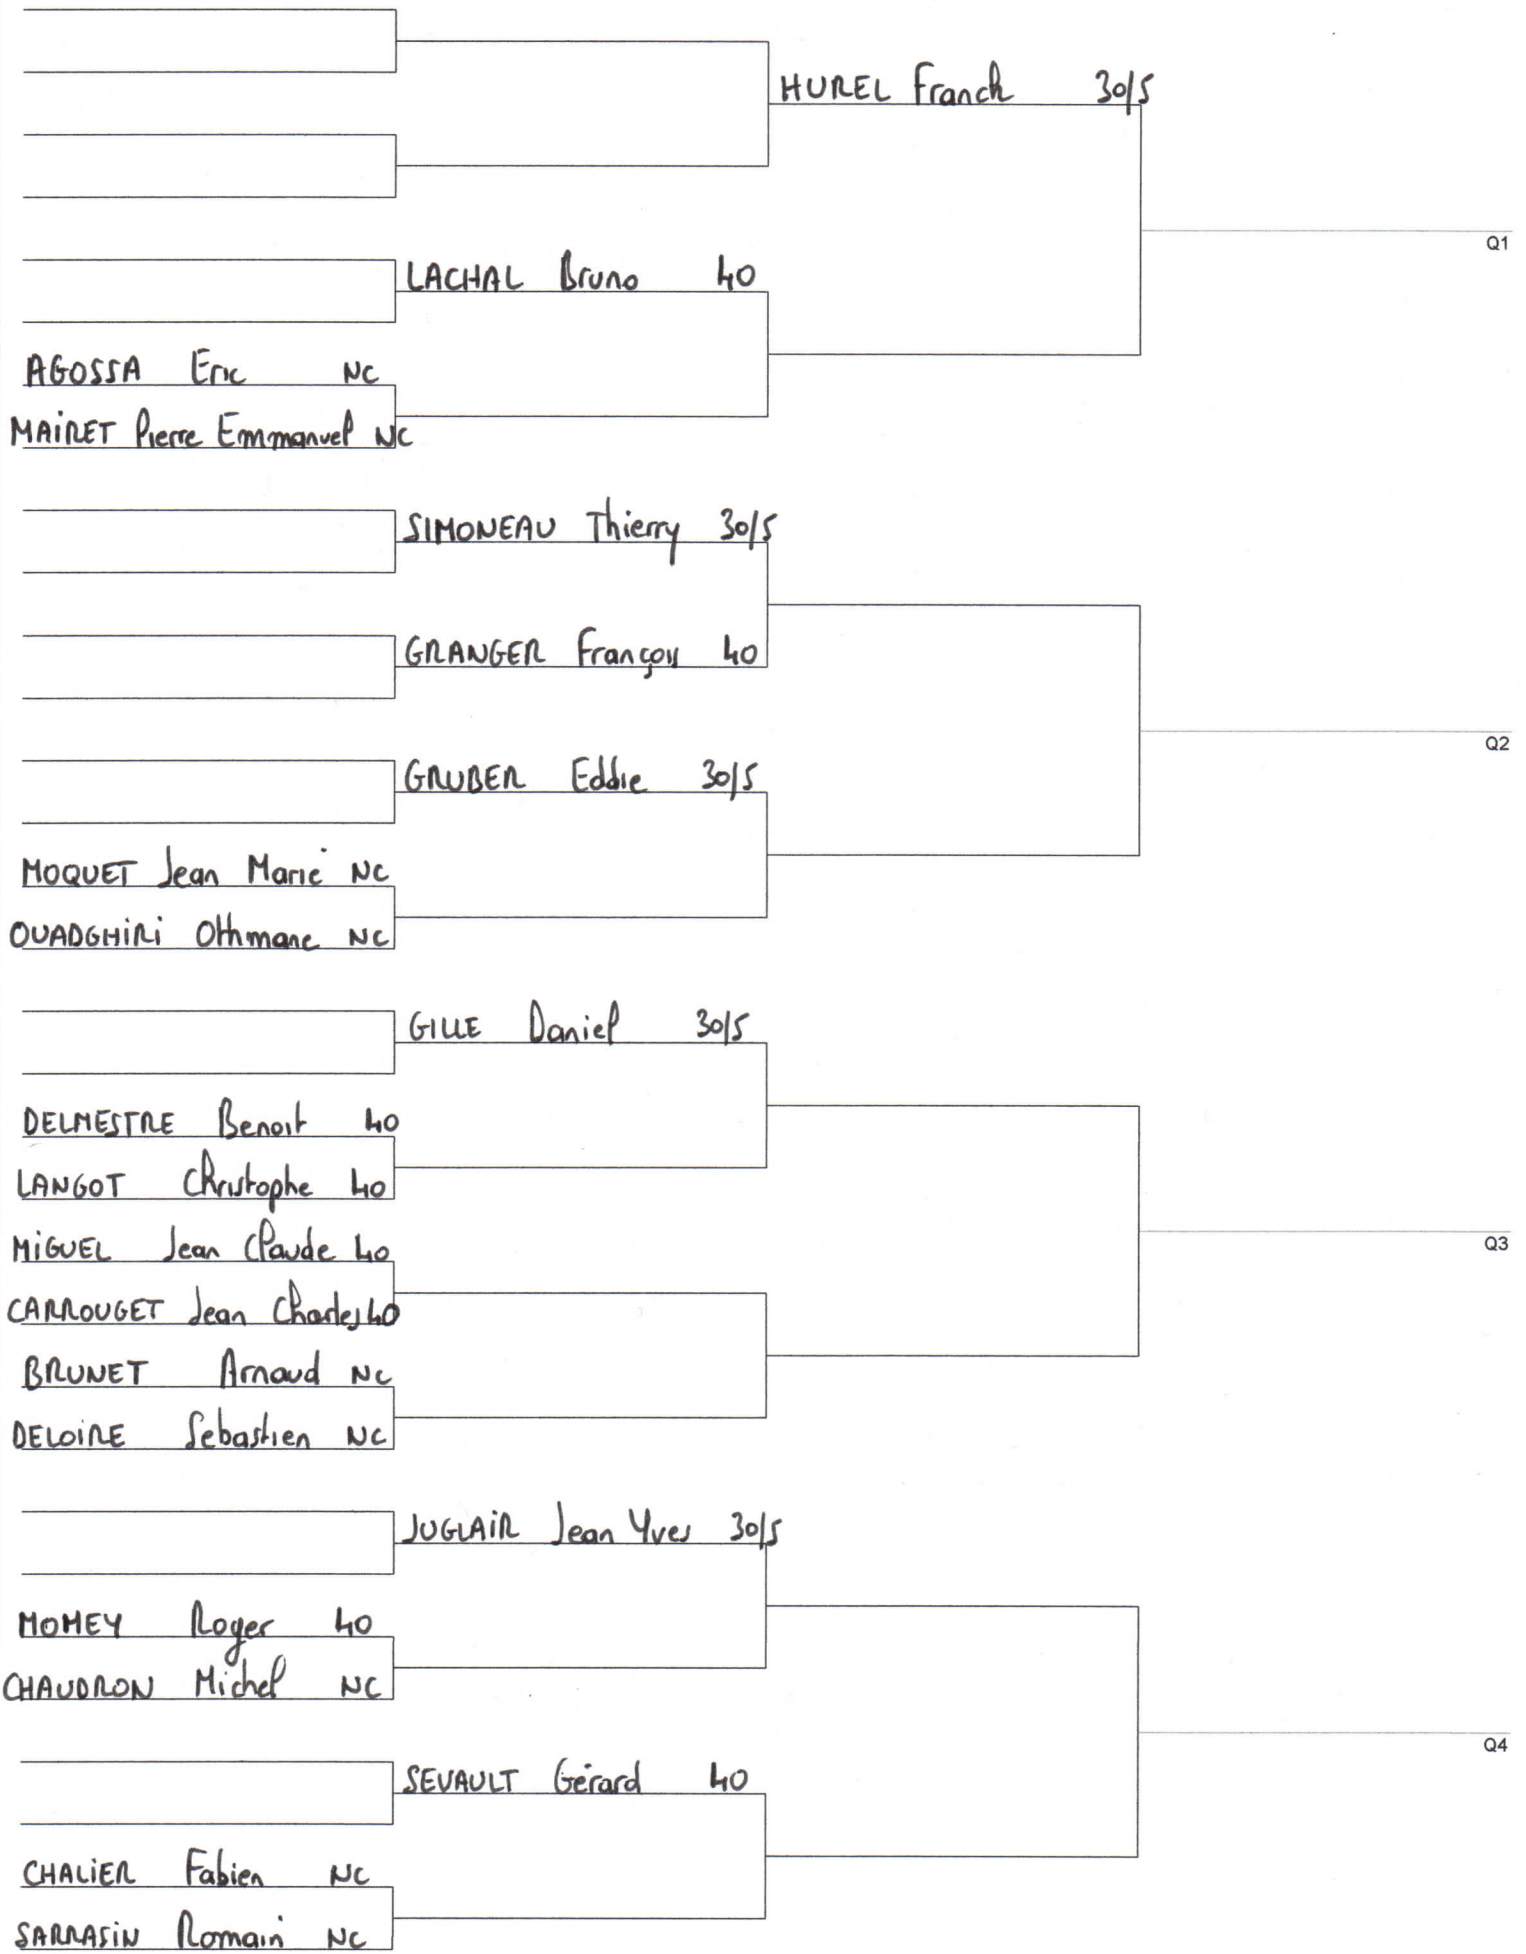 HUREL Franck 30/5
Q1
LACHAL Bruno 40
AGOSSA Eric NC
MAIRET Pierre Emmanuel NC
SIMONEAU Thierry 30/5
GRANGER François 40
Q2
GRUBER Eddie 30/5
MOQUET Jean Marie NC
OUADGHIRI Othmane NC
GILLE Daniel 30/5
DELMESTRE Benoit 40
LANGOT Christophe 40
MIGUEL Jean Claude 40
Q3
CARROUGET Jean Charles 40
BRUNET Arnaud NC
DELOIRE Sebastien NC
JUGLAIR Jean Yves 30/5
MOMEY Roger 40
CHAUDRON Michel NC
Q4
SEVAULT Gérard 40
CHALIER Fabien NC
SARRASIN Romain NC